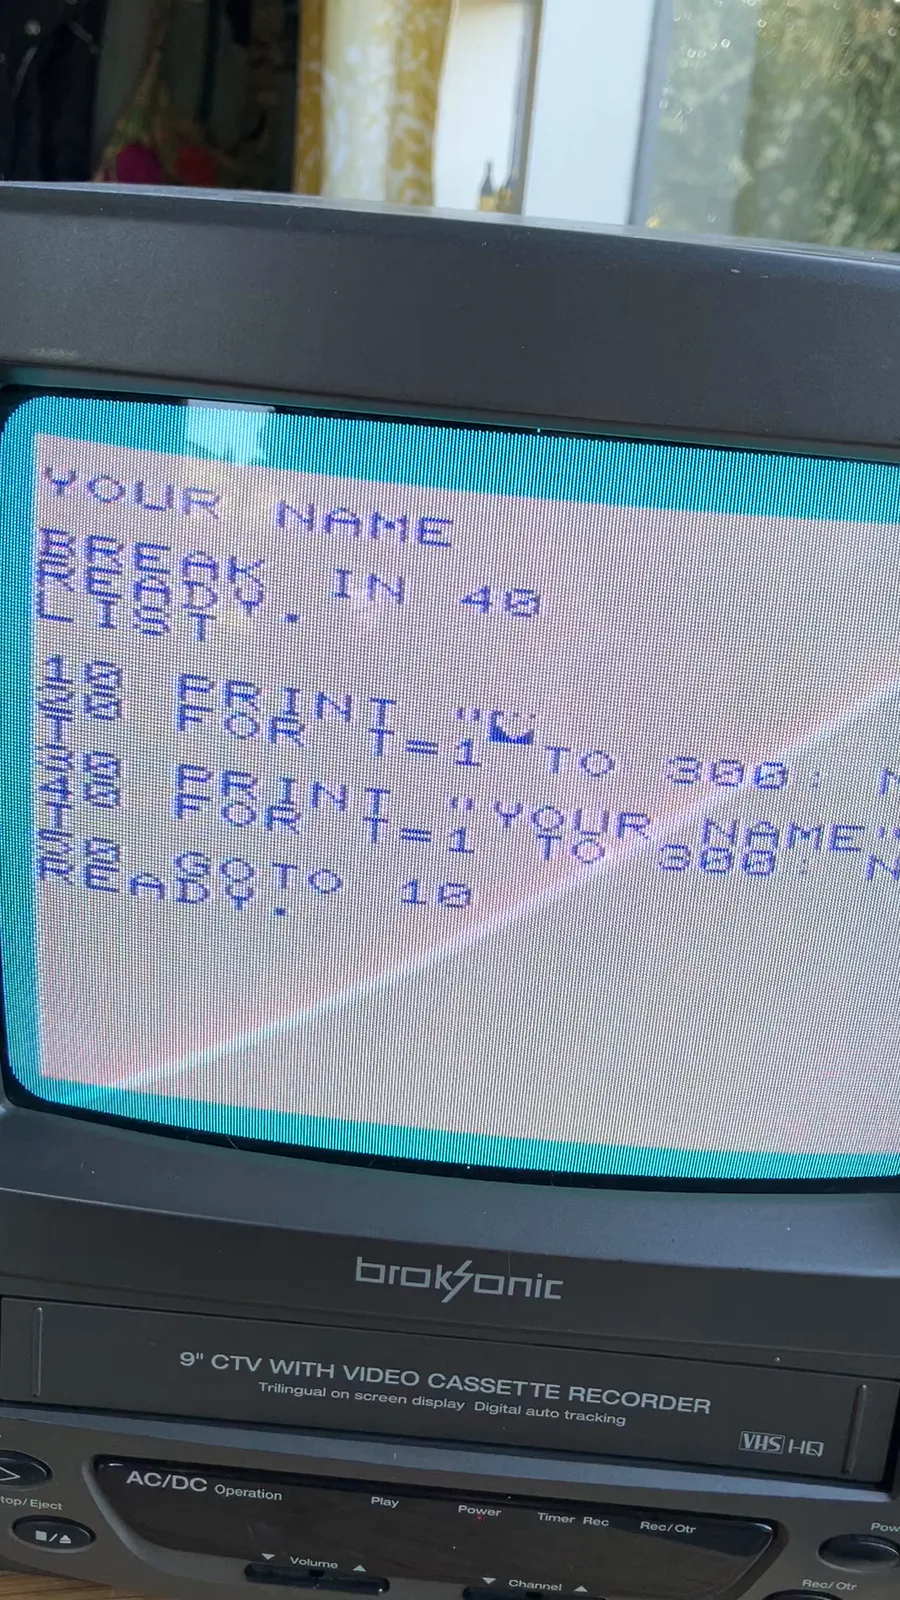 YOUR NAME
BREAK IN 40
READY.
LIST
10 PRINT "
20 FOR T=1 TO 300: N
T
30 PRINT "YOUR NAME"
40 FOR T=1 TO 300: N
T
50 GOTO 10
READY.
broksonic
9" CTV WITH VIDEO CASSETTE RECORDER
Trilingual on screen display Digital auto tracking
VHS HQ
AC/DC Operation
Play
Power
Timer Rec
Rec/Otr
top/Eject
Pow
Volume
Channel
Rec/Otr